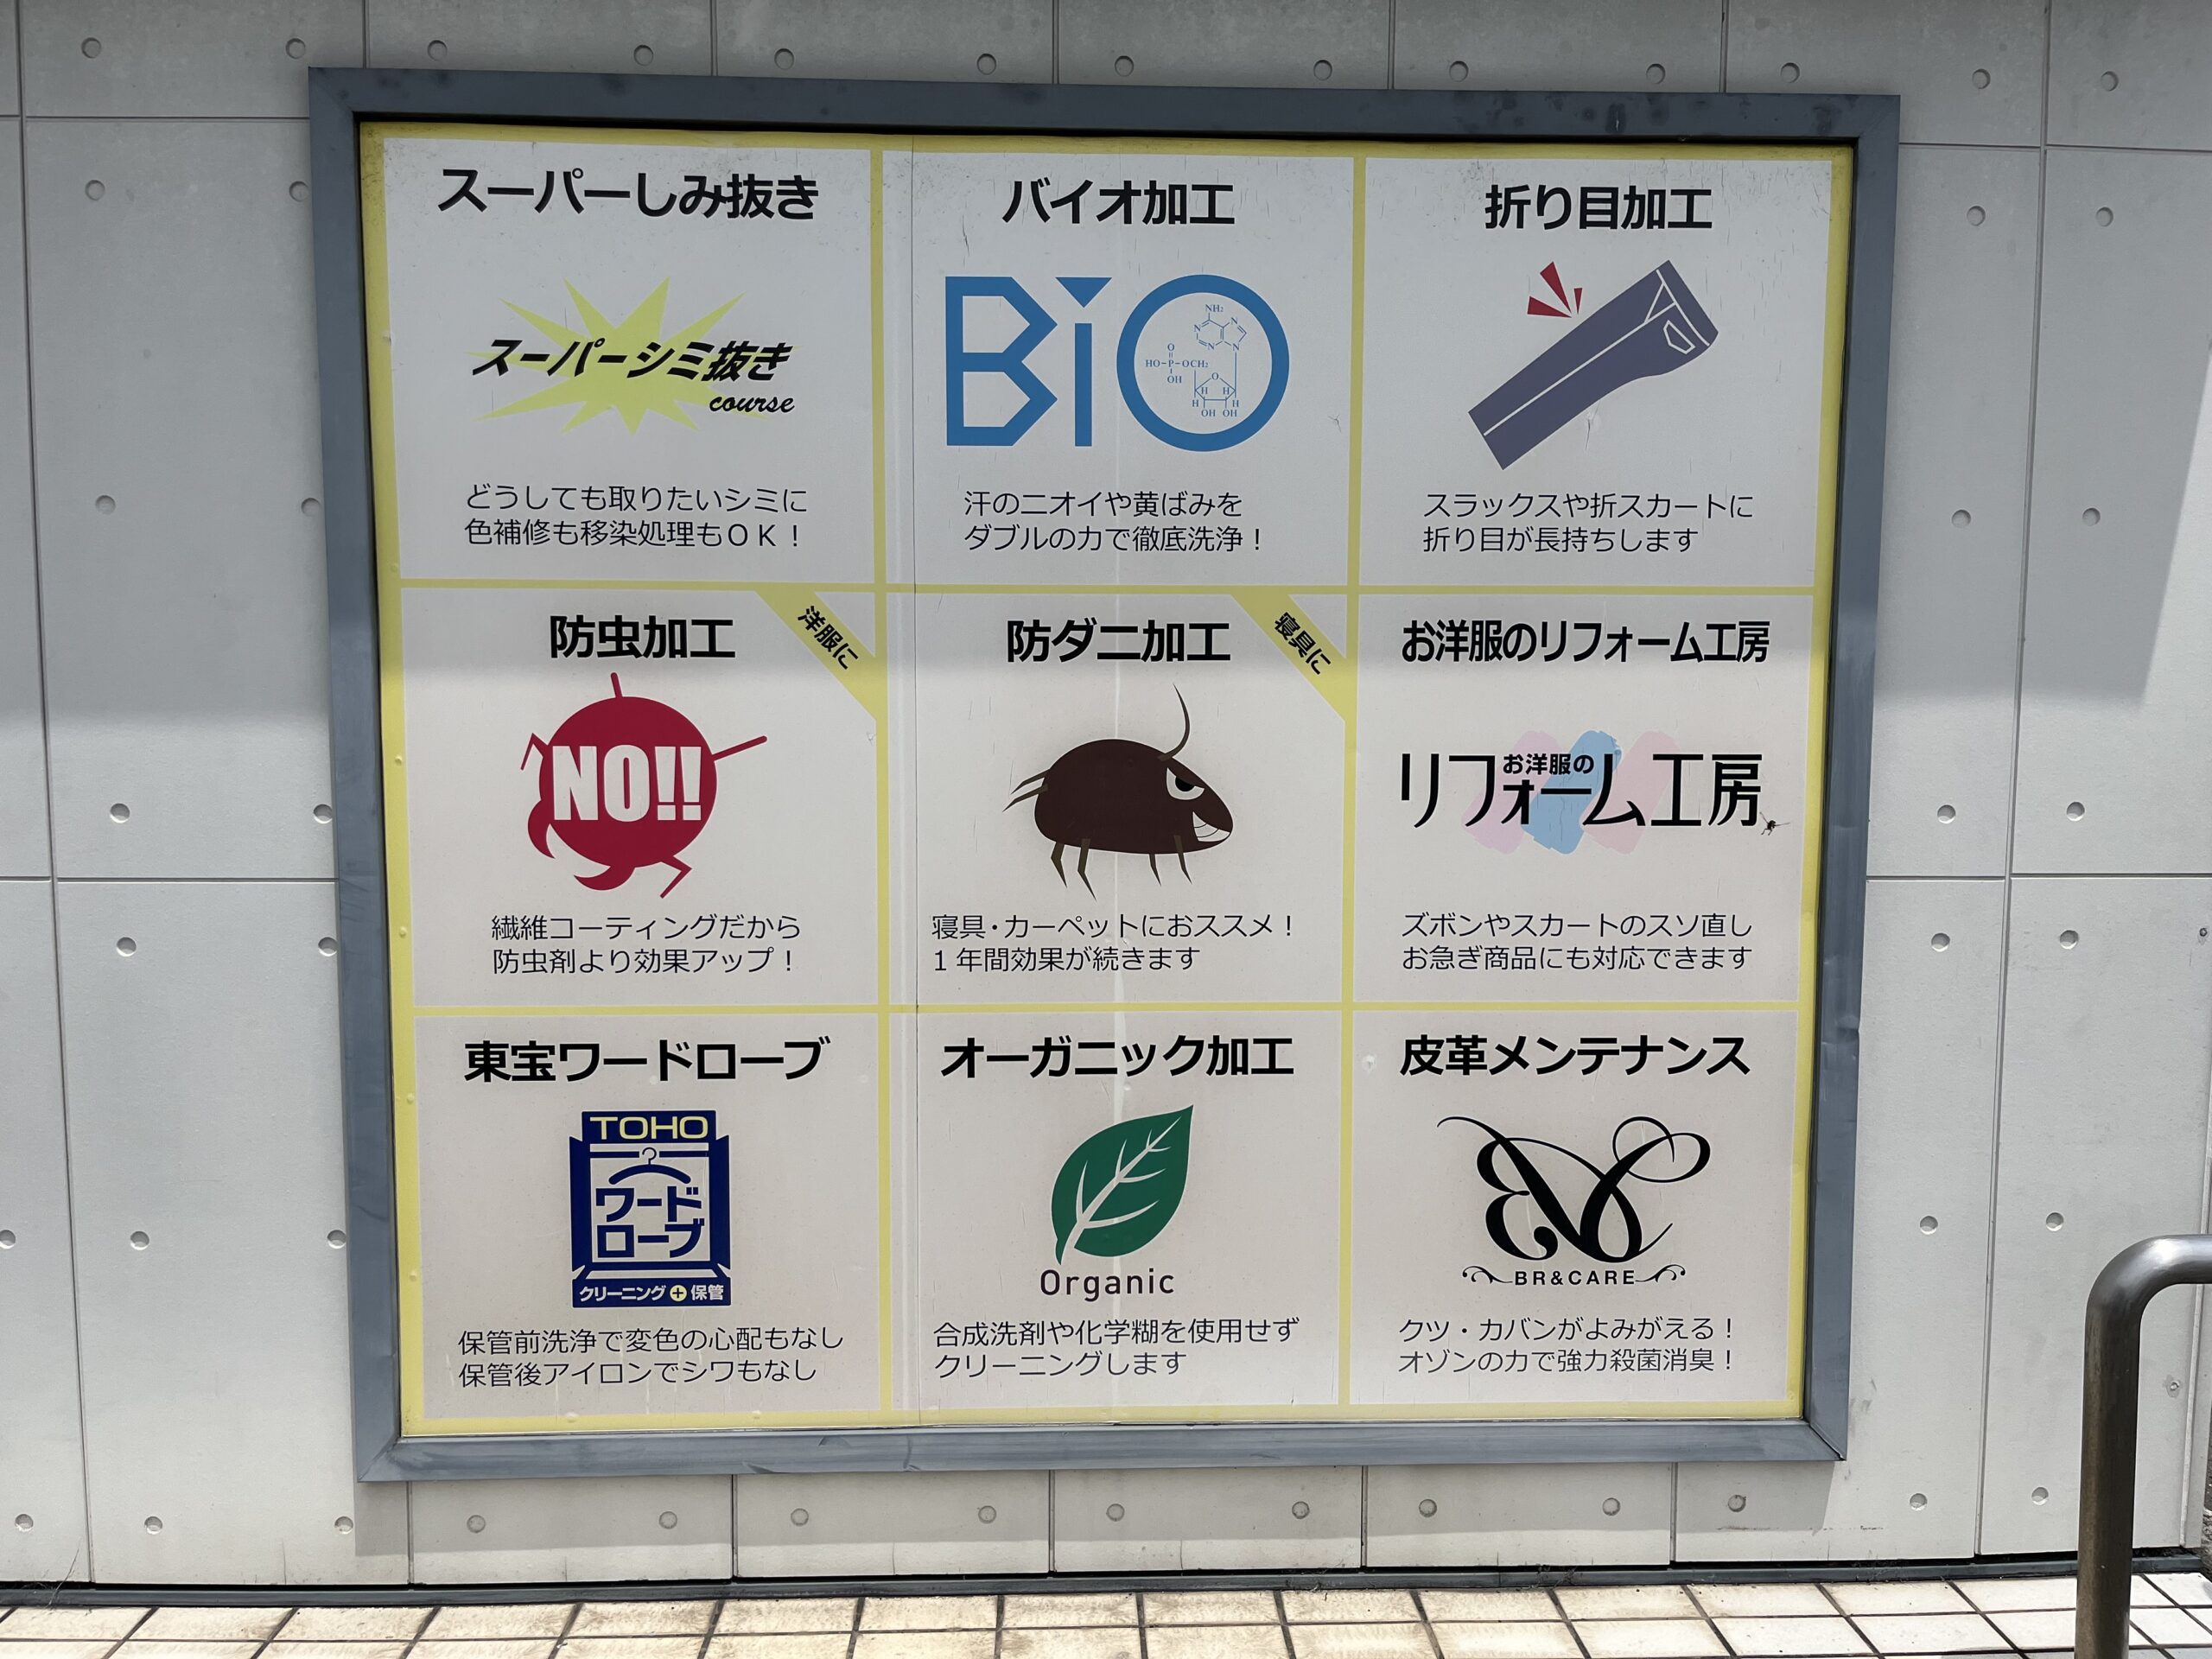 スーパーしみ抜き
スーパーシミ抜き
course
どうしても取りたいシミに
色補修も移染処理もＯＫ！
バイオ加工
BiO
NH₂
N
N
N
N
O
HO-P-OCH₂
OH
O
H
H
H
H
OH OH
汗のニオイや黄ばみを
ダブルの力で徹底洗浄！
折り目加工
スラックスや折スカートに
折り目が長持ちします
防虫加工
洋服に
NO!!
繊維コーティングだから
防虫剤より効果アップ！
防ダニ加工
寝具に
寝具・カーペットにおススメ！
1年間効果が続きます
お洋服のリフォーム工房
お洋服の
リフォーム工房
ズボンやスカートのスソ直し
お急ぎ商品にも対応できます
東宝ワードローブ
TOHO
ワード
ローブ
クリーニング+保管
保管前洗浄で変色の心配もなし
保管後アイロンでシワもなし
オーガニック加工
Organic
合成洗剤や化学糊を使用せず
クリーニングします
皮革メンテナンス
BR&CARE
クツ・カバンがよみがえる！
オゾンの力で強力殺菌消臭！